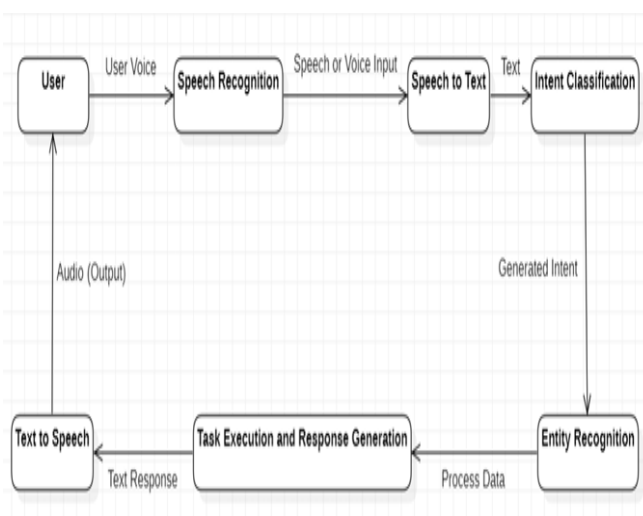 User
User Voice
Speech Recognition
Speech or Voice Input
Speech to Text
Text
Intent Classification
Generated Intent
Entity Recognition
Process Data
Task Execution and Response Generation
Text Response
Text to Speech
Audio (Output)